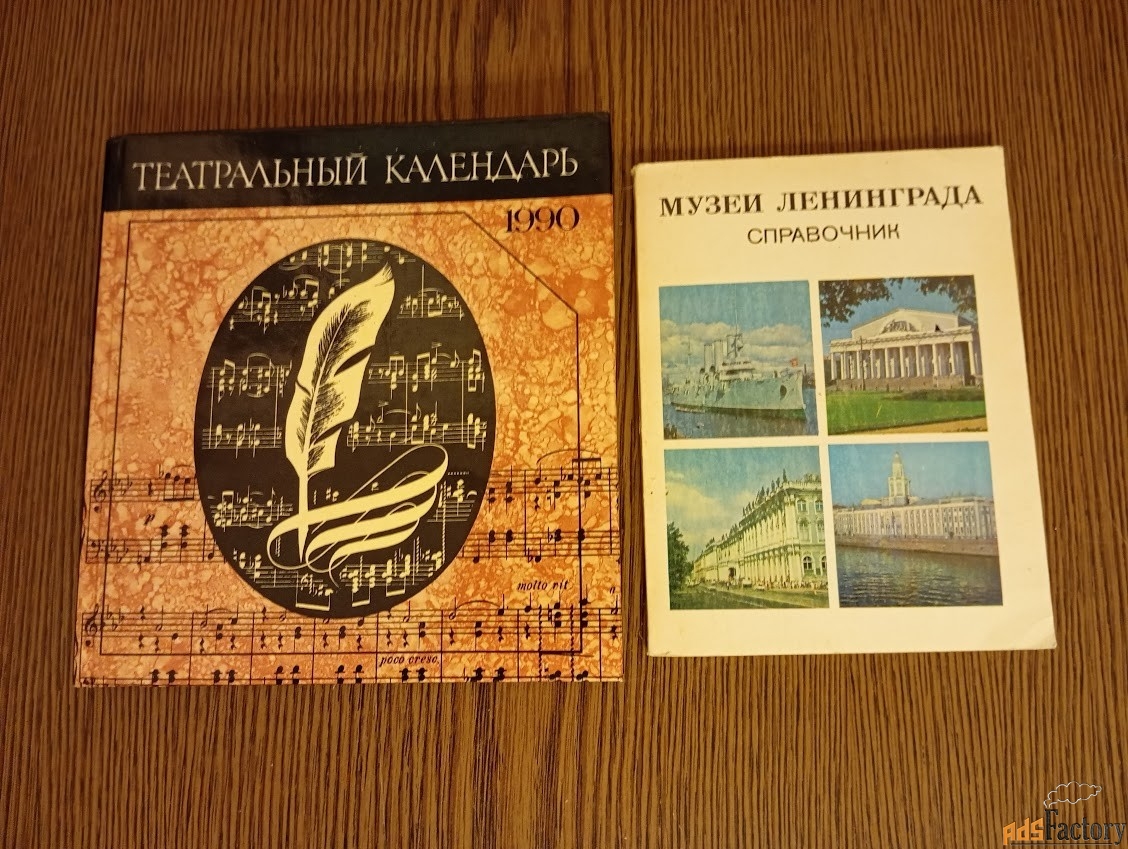 ТЕАТРАЛЬНЫЙ КАЛЕНДАРЬ
1990
p
molto rit.
poco cresc.
МУЗЕИ ЛЕНИНГРАДА
СПРАВОЧНИК
AdsFactory